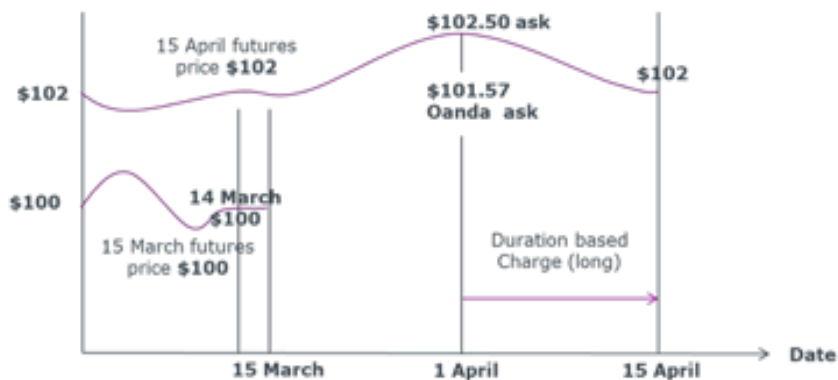 $102.50 ask
15 April futures
price $102
$102
$102
$101.57
Oanda ask
$100
14 March
$100
15 March futures
price $100
Duration based
Charge (long)
Date
15 March
1 April
15 April